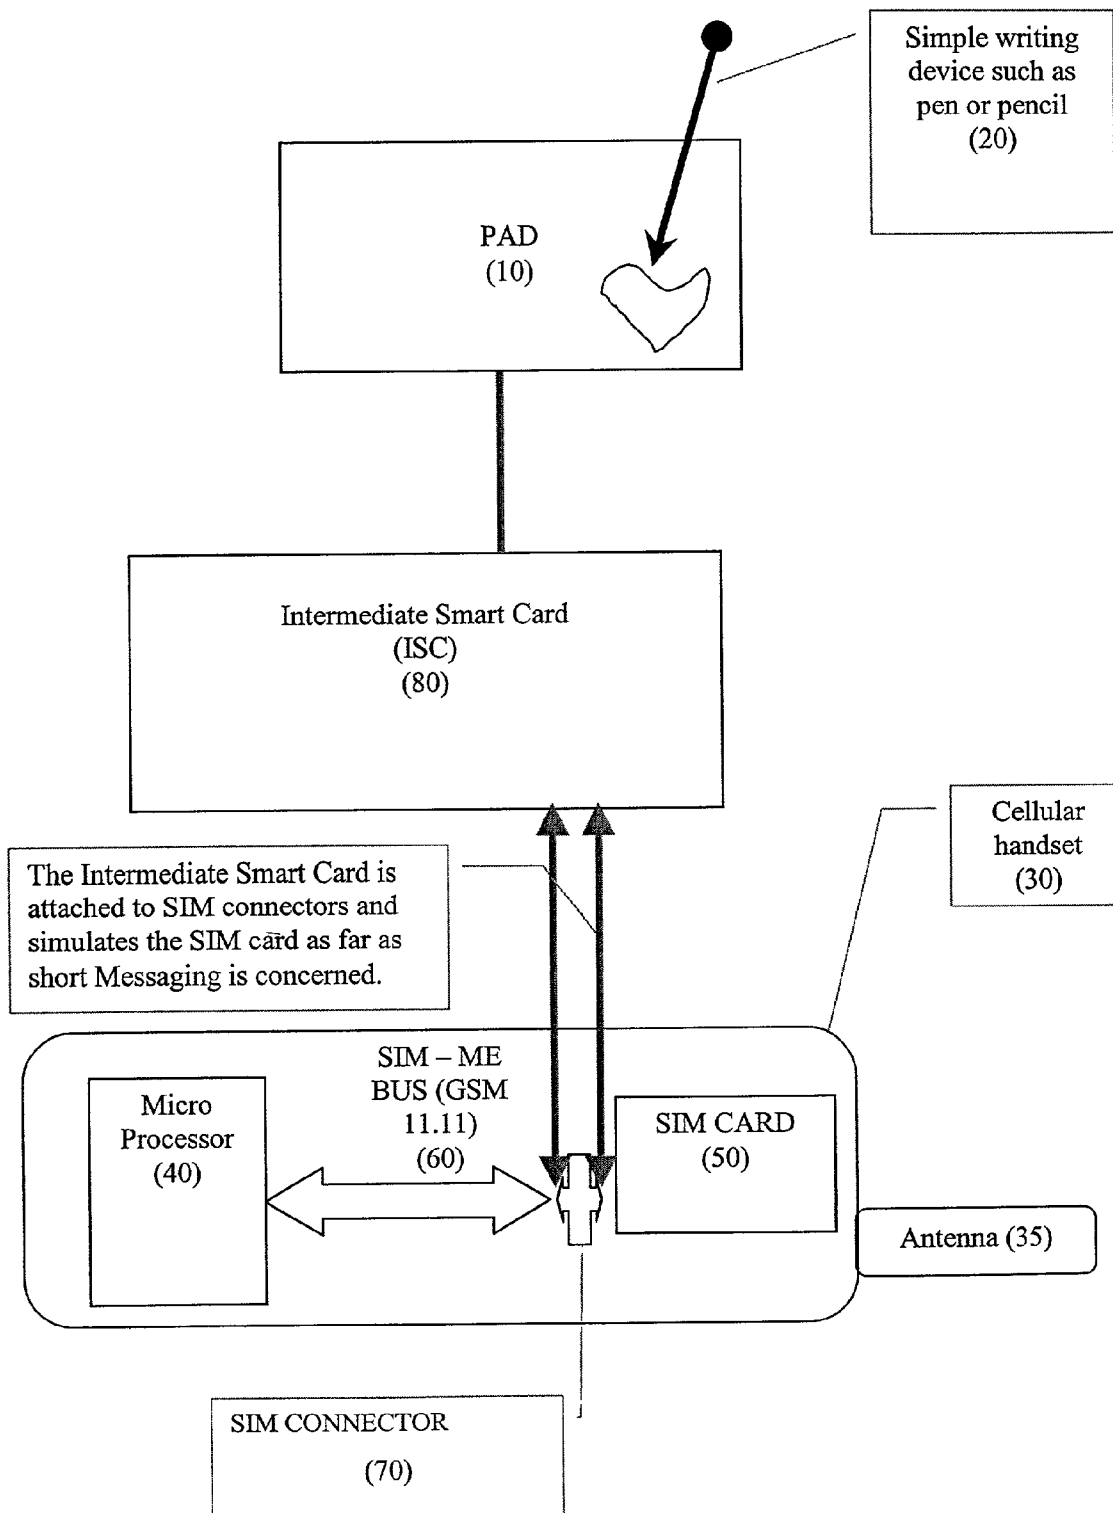 Simple writing
device such as
pen or pencil
(20)
PAD
(10)
Intermediate Smart Card
(ISC)
(80)
Cellular
handset
(30)
The Intermediate Smart Card is
attached to SIM connectors and
simulates the SIM card as far as
short Messaging is concerned.
SIM – ME
BUS (GSM
11.11)
(60)
Micro
Processor
(40)
SIM CARD
(50)
Antenna (35)
SIM CONNECTOR
(70)